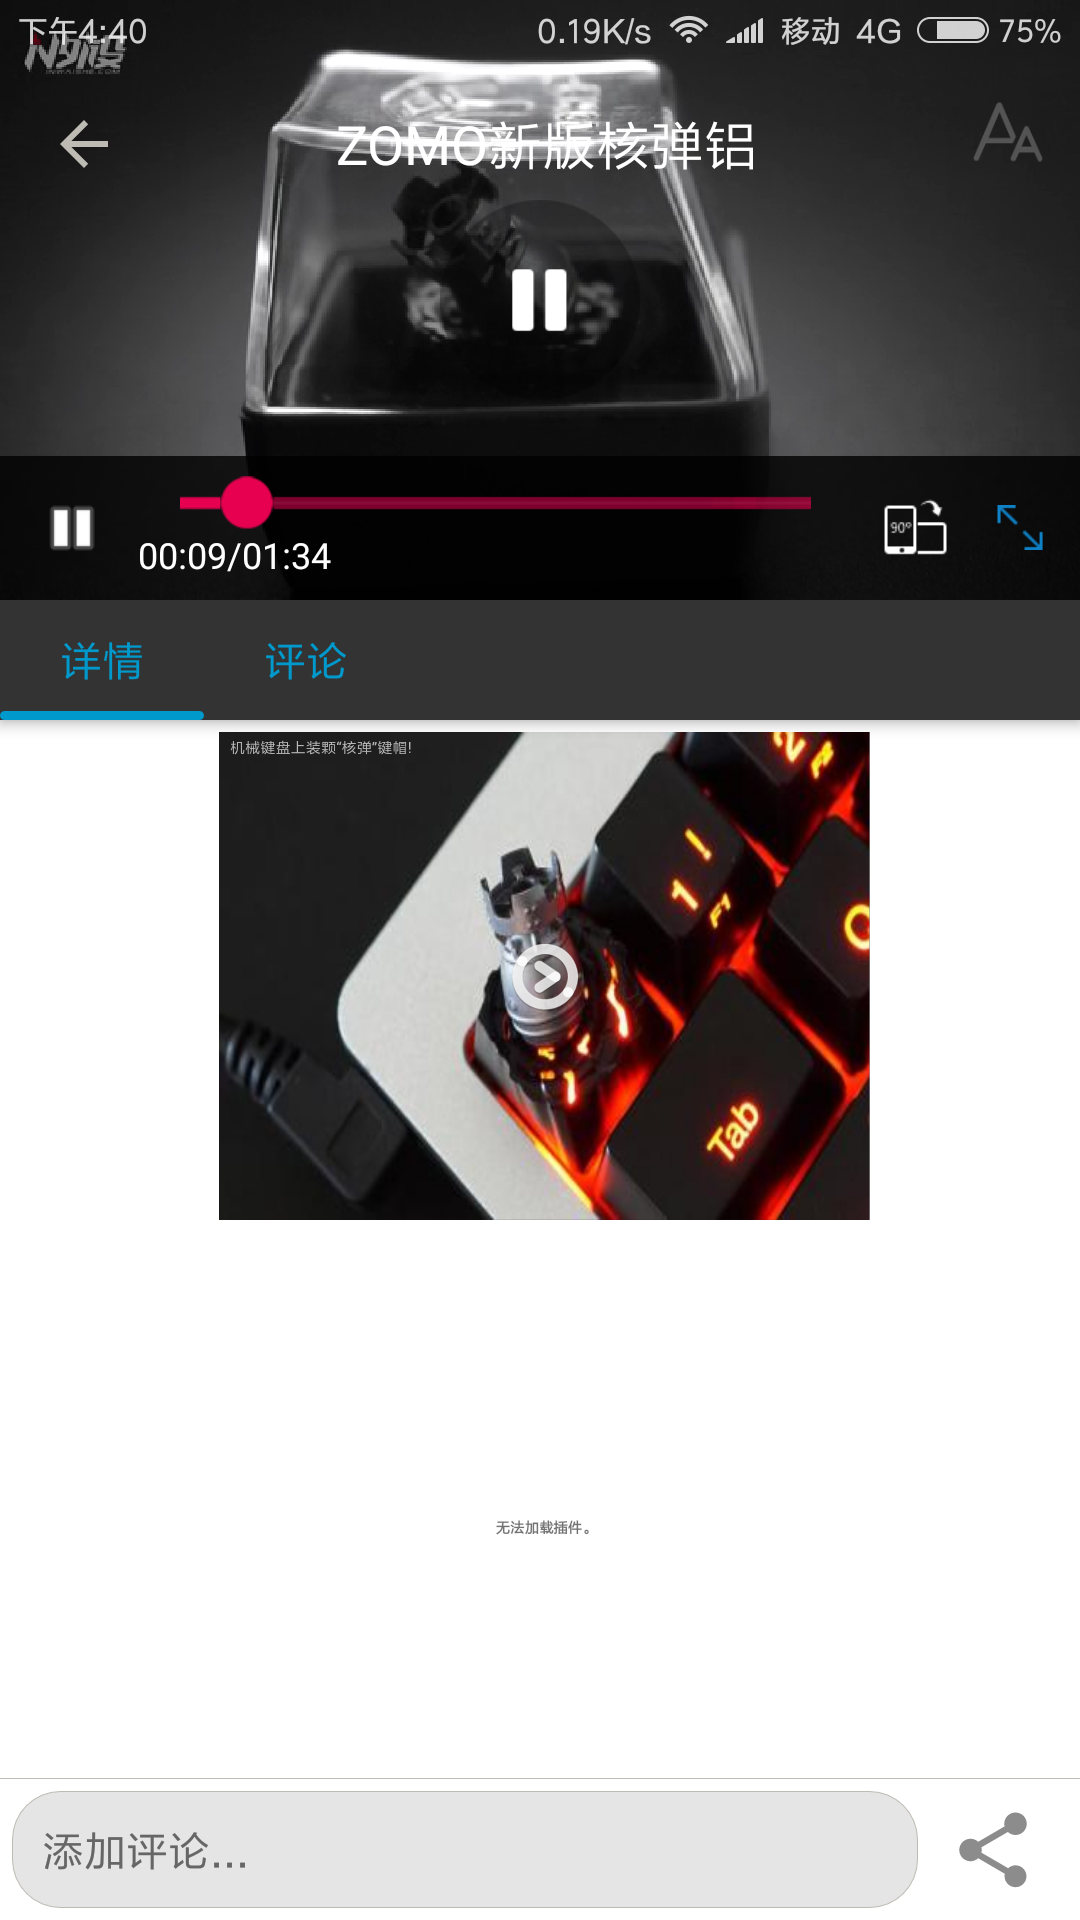 下午4:40
0.19K/s 移动 4G 75%
ZOMO新版核弹铝
00:09/01:34
90°
详情 评论
机械键盘上装颗“核弹”键帽!
2
F2
!
1
F1
Tab
无法加载插件。
添加评论...